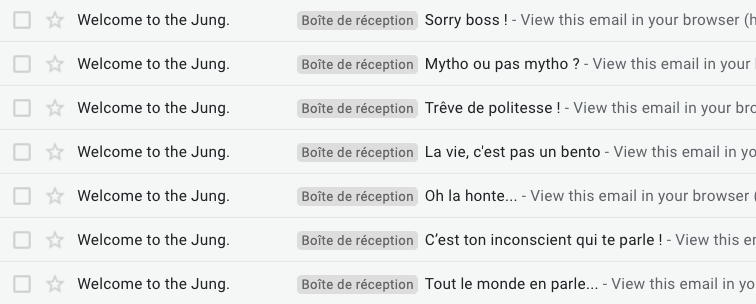 Welcome to the Jung. Boîte de réception Sorry boss ! - View this email in your browser (h
Welcome to the Jung. Boîte de réception Mytho ou pas mytho ? - View this email in your
Welcome to the Jung. Boîte de réception Trêve de politesse ! - View this email in your bro
Welcome to the Jung. Boîte de réception La vie, c'est pas un bento - View this email in yo
Welcome to the Jung. Boîte de réception Oh la honte... - View this email in your browser (
Welcome to the Jung. Boîte de réception C’est ton inconscient qui te parle ! - View this em
Welcome to the Jung. Boîte de réception Tout le monde en parle... - View this email in yo